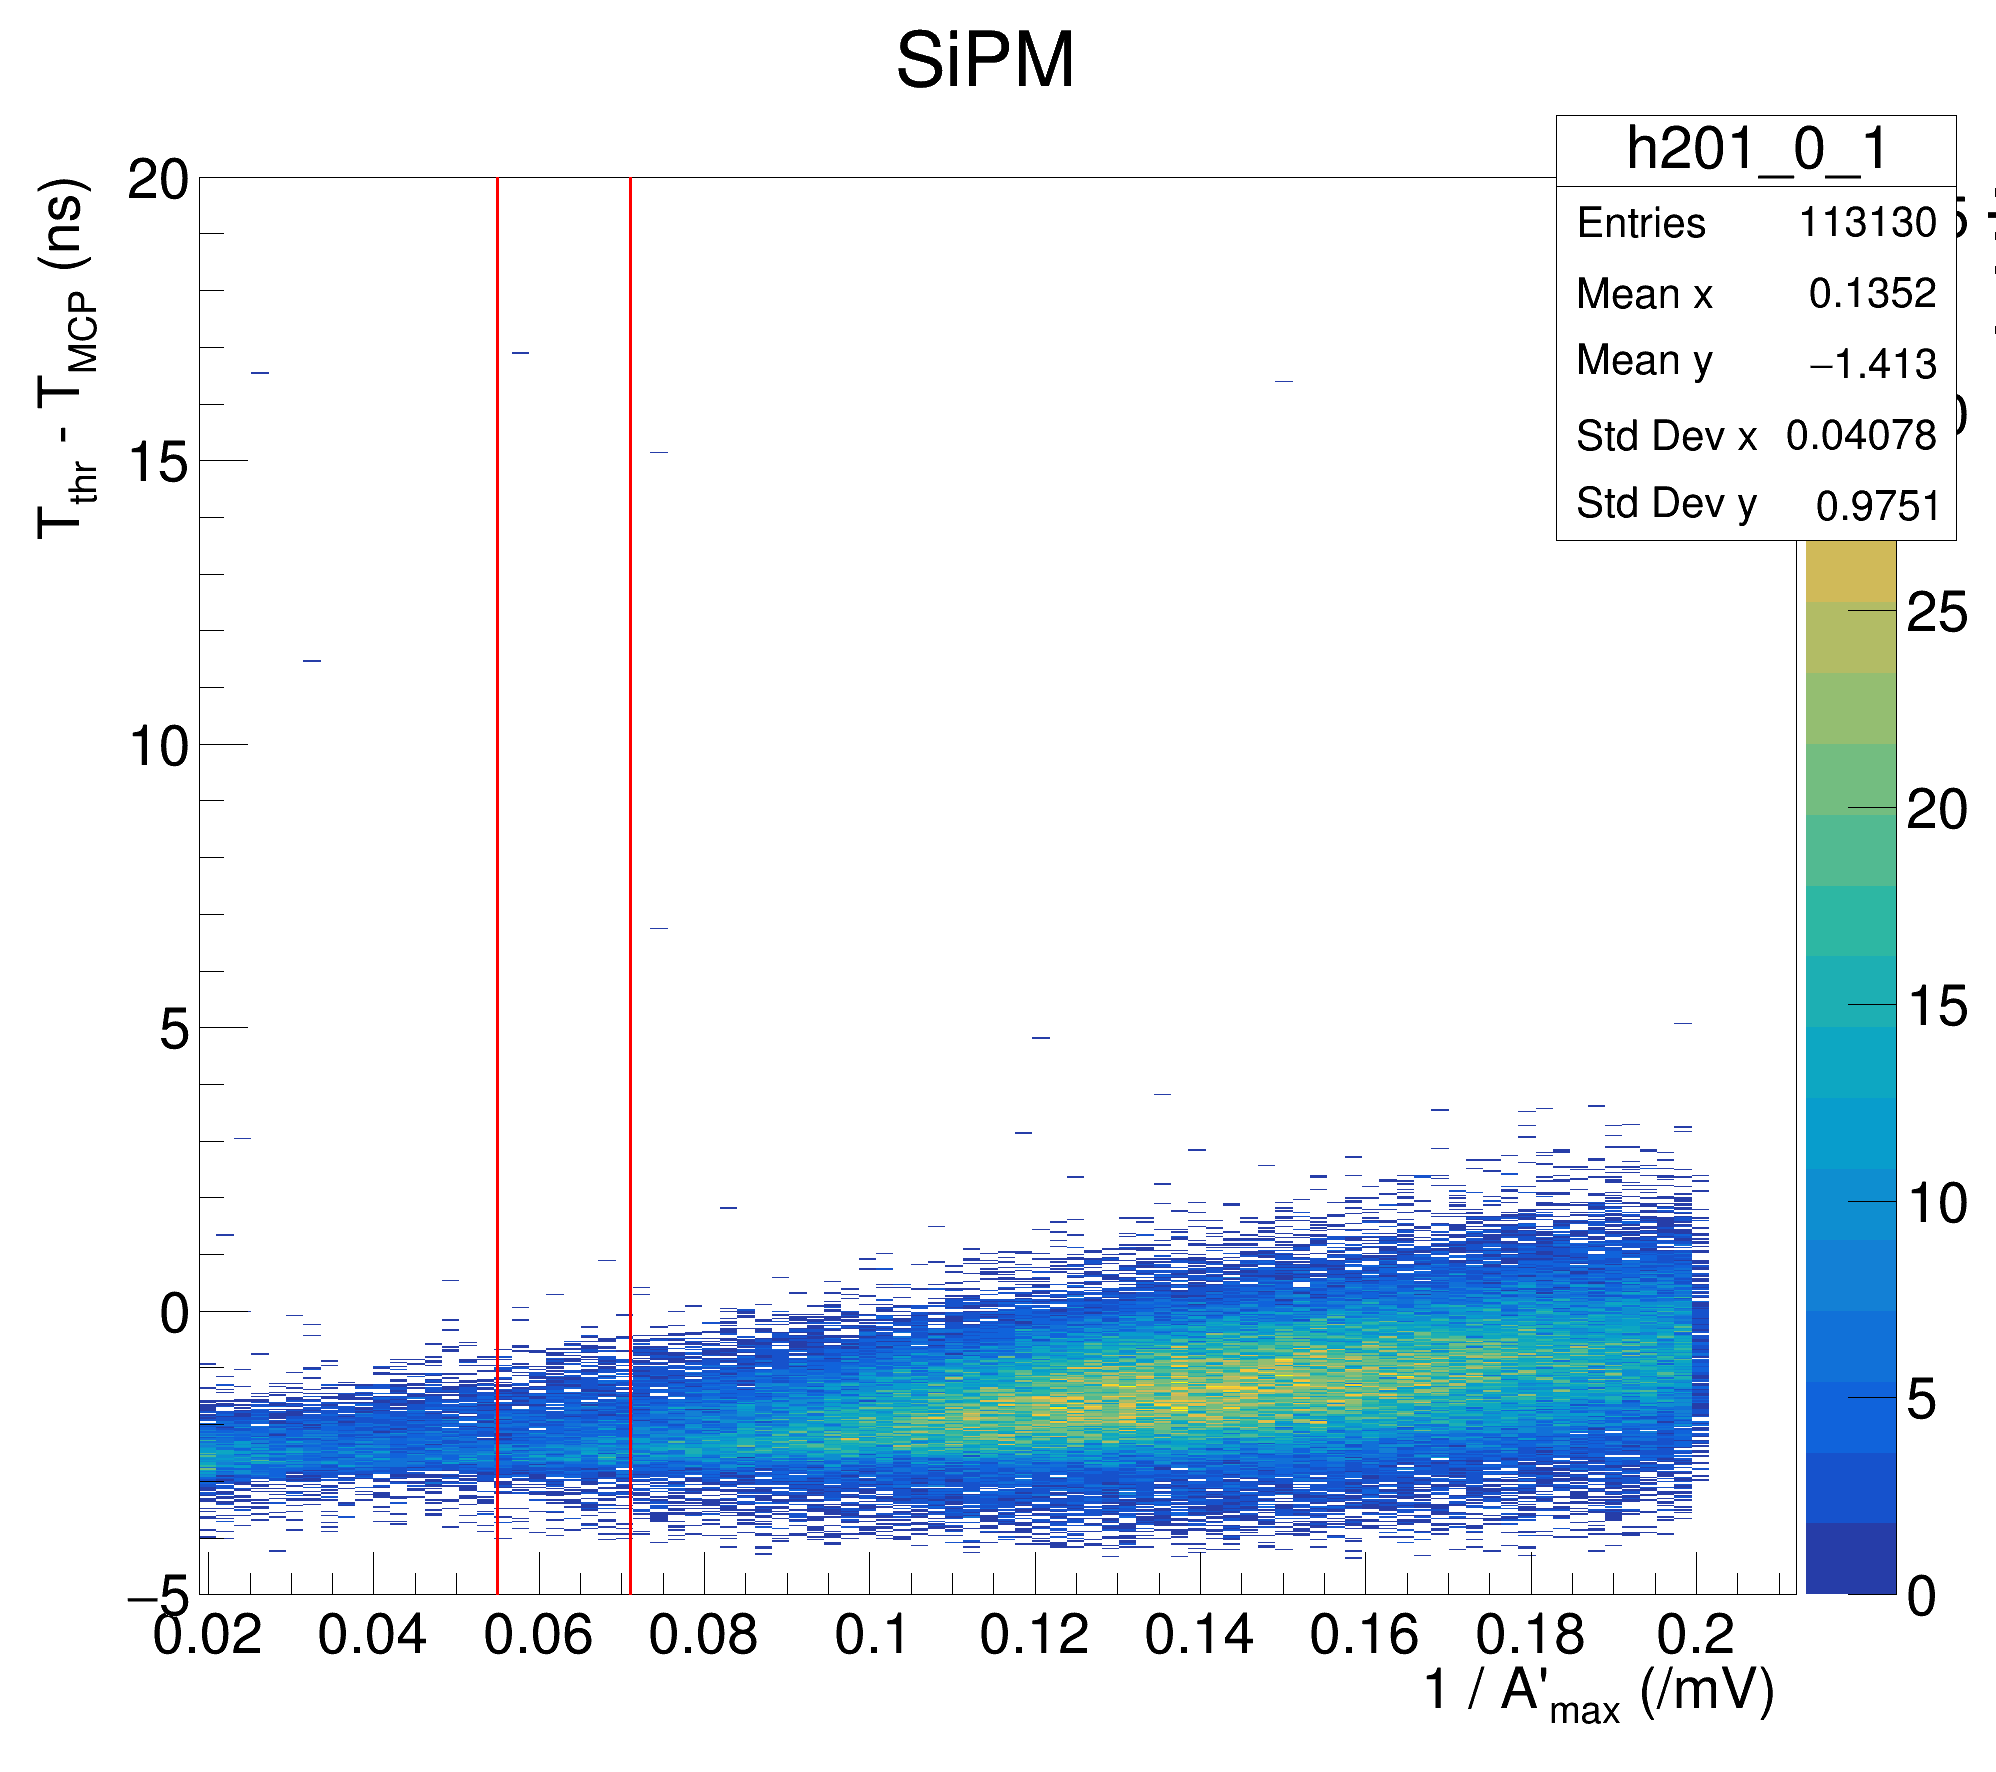 SiPM
h201_0_1
Entries 113130
Mean x 0.1352
Mean y −1.413
Std Dev x 0.04078
Std Dev y 0.9751
T_thr - T_MCP (ns)
20
15
10
5
0
−5
0.02 0.04 0.06 0.08 0.1 0.12 0.14 0.16 0.18 0.2
1 / A'_max (/mV)
25
20
15
10
5
0